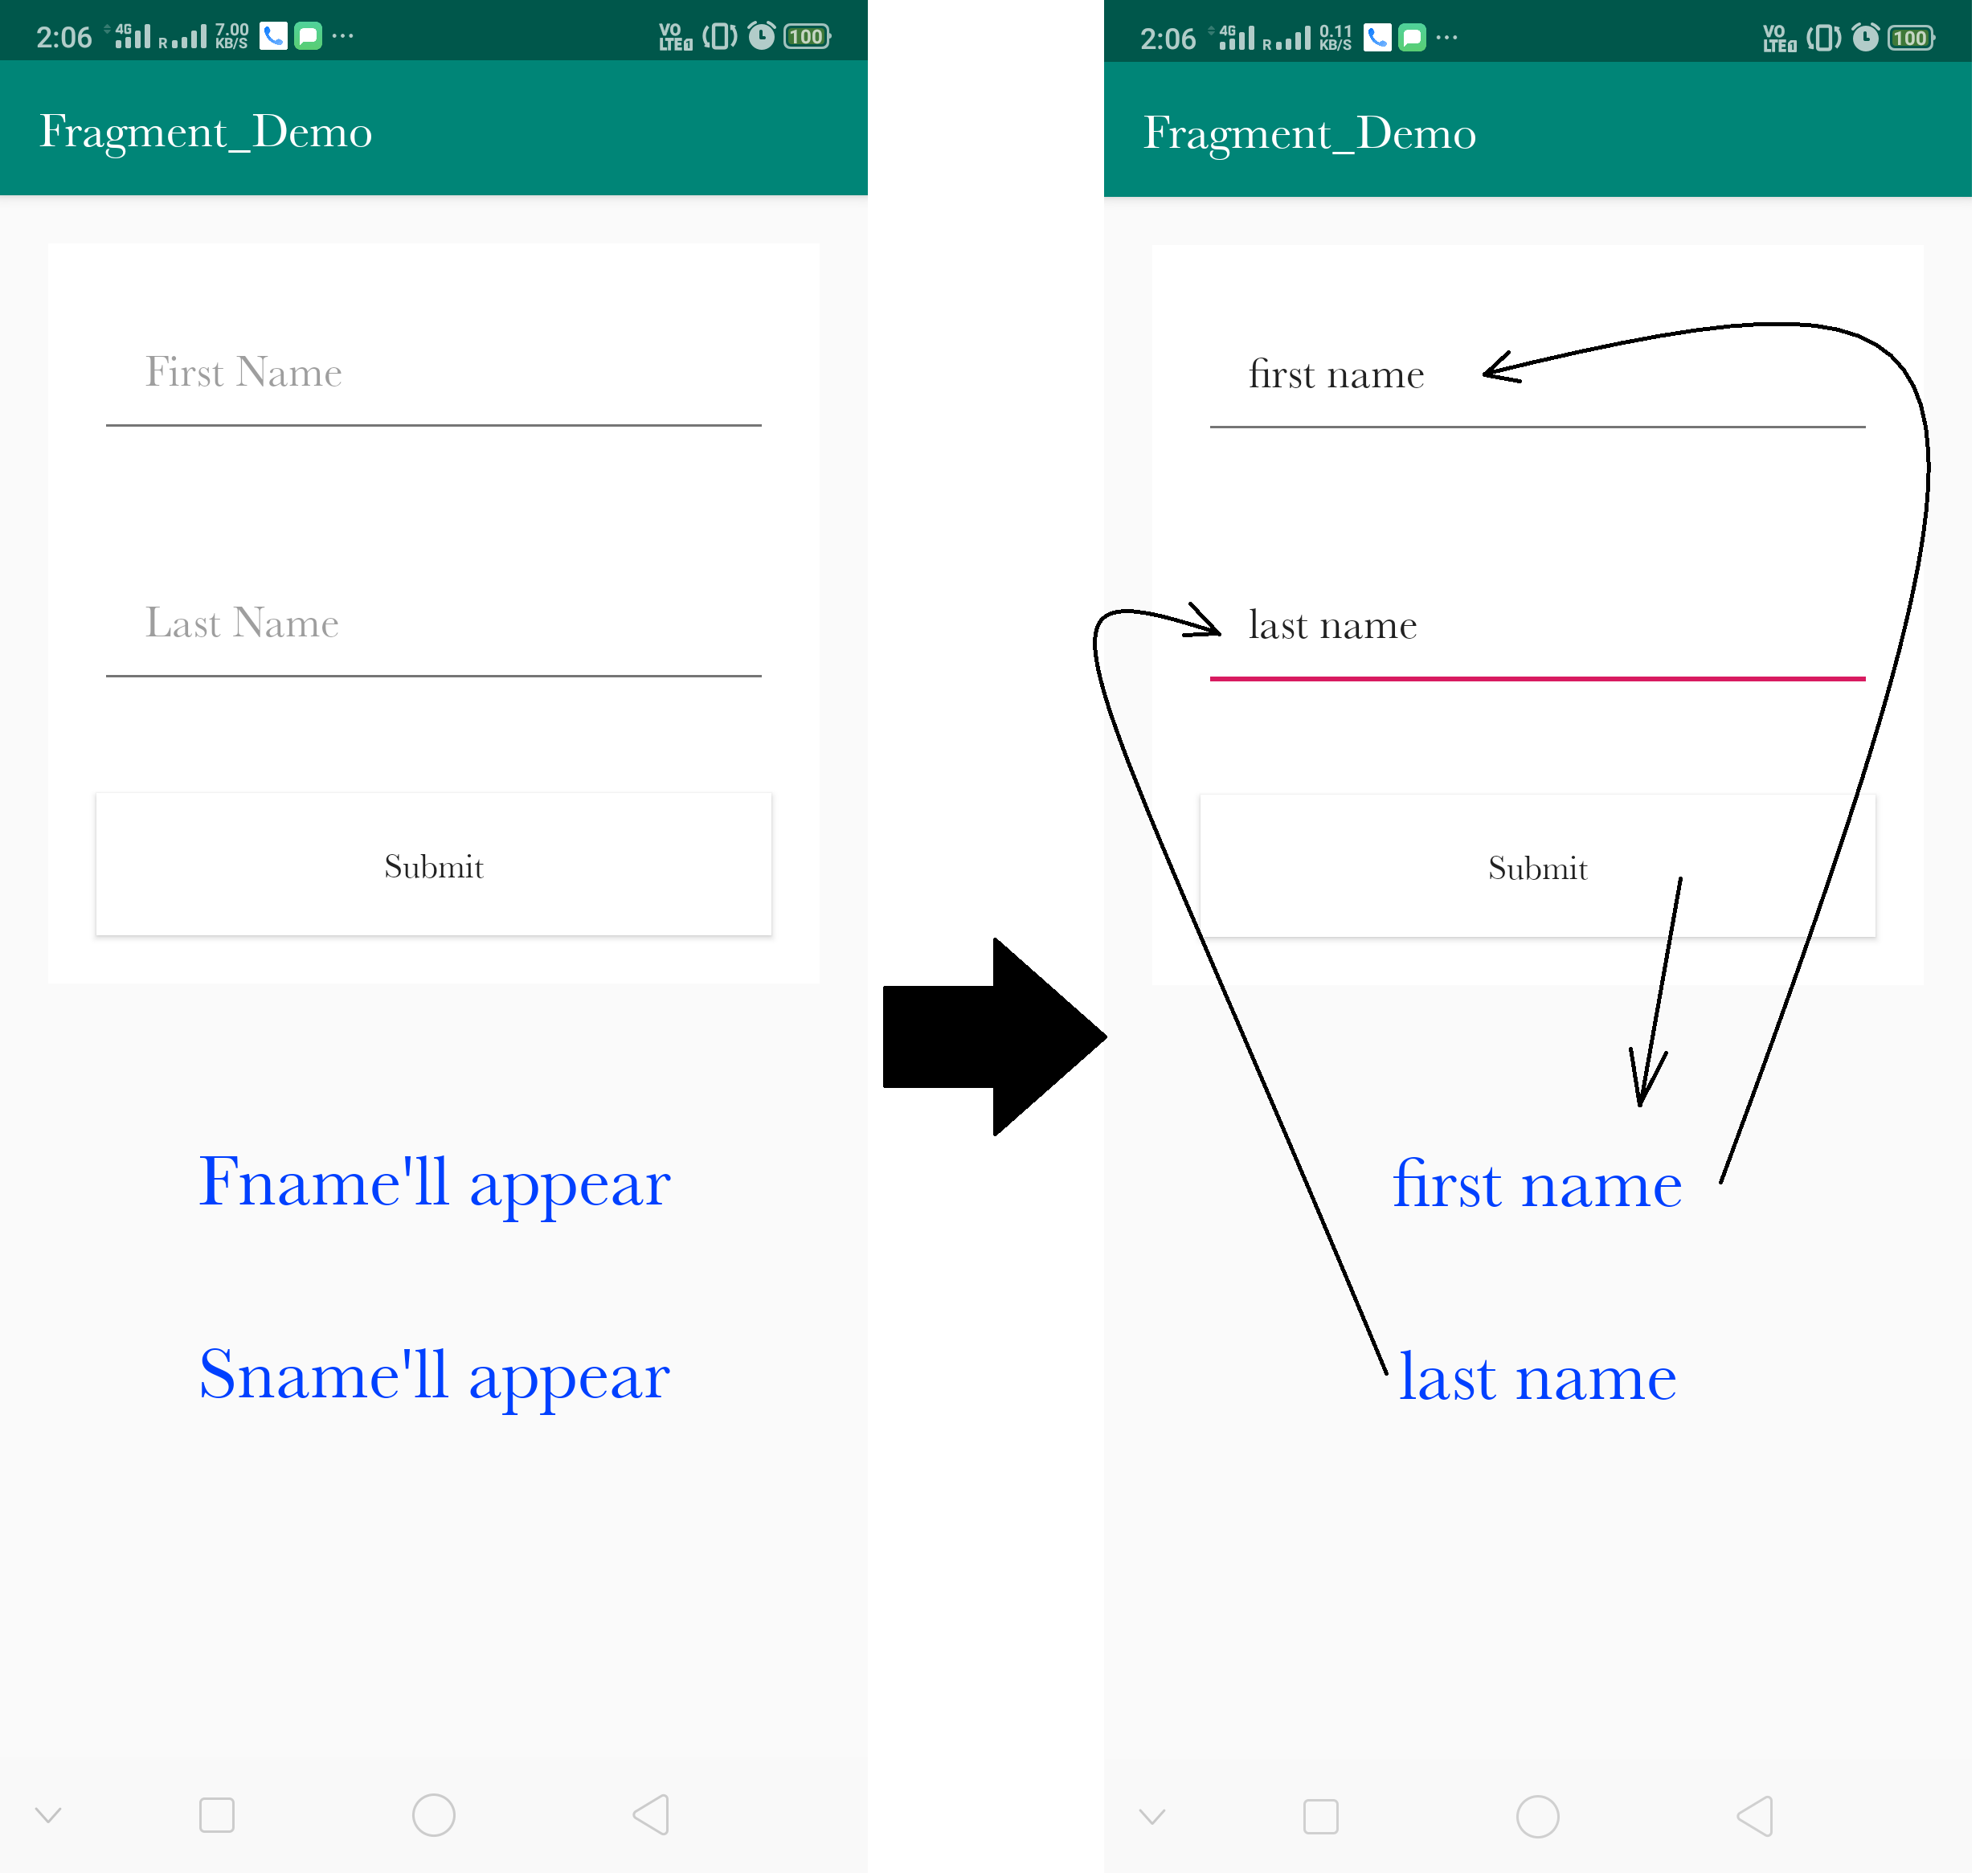 2:06 4G R 7.00 KB/S ... VO LTE1 100
Fragment_Demo
First Name
Last Name
Submit
Fname'll appear
Sname'll appear
2:06 4G R 0.11 KB/S ... VO LTE1 100
Fragment_Demo
first name
last name
Submit
first name
last name